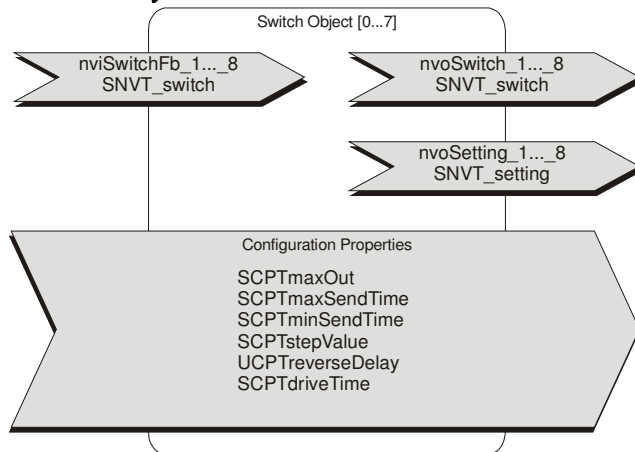 Switch Object [0...7]
nviSwitchFb_1..._8
SNVT_switch
nvoSwitch_1..._8
SNVT_switch
nvoSetting_1..._8
SNVT_setting
Configuration Properties
SCPTmaxOut
SCPTmaxSendTime
SCPTminSendTime
SCPTstepValue
UCPTreverseDelay
SCPTdriveTime